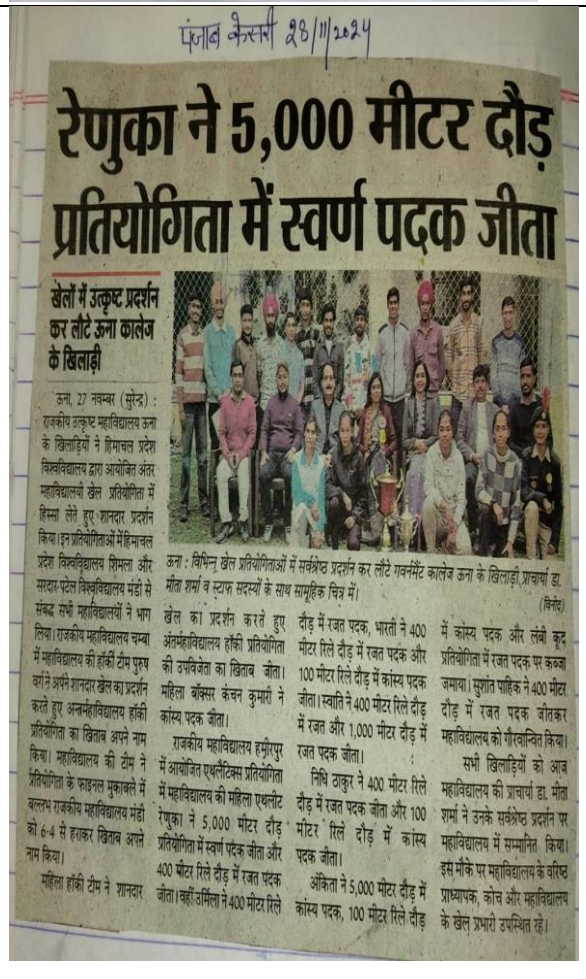 पंजाब केसरी 28/11/2024
रेणुका ने 5,000 मीटर दौड़
प्रतियोगिता में स्वर्ण पदक जीता
खेलों में उत्कृष्ट प्रदर्शन
कर लौटे ऊना कालेज
के खिलाड़ी
ऊना, 27 नवम्बर (सुरेन्द्र) :
राजकीय उत्कृष्ट महाविद्यालय ऊना
के खिलाड़ियों ने हिमाचल प्रदेश
विश्वविद्यालय द्वारा आयोजित अंतर
महाविद्यालयी खेल प्रतियोगिता में
हिस्सा लेते हुए शानदार प्रदर्शन
किया। इन प्रतियोगिताओं में हिमाचल
प्रदेश विश्वविद्यालय शिमला और
सरदार पटेल विश्वविद्यालय मंडी से
संबद्ध सभी महाविद्यालयों ने भाग
लिया। राजकीय महाविद्यालय चम्बा
में महाविद्यालय की हॉकी टीम पुरुष
वर्ग ने अपने शानदार खेल का प्रदर्शन
करते हुए अन्तर्महाविद्यालय हॉकी
प्रतियोगिता का खिताब अपने नाम
किया। महाविद्यालय की टीम ने
प्रतियोगिता के फाइनल मुकाबले में
बल्लभ राजकीय महाविद्यालय मंडी
को 6-4 से हराकर खिताब अपने
नाम किया।
महिला हॉकी टीम ने शानदार
ऊना : विभिन्न खेल प्रतियोगिताओं में सर्वश्रेष्ठ प्रदर्शन कर लौटे गवर्नमैंट कालेज ऊना के खिलाड़ी प्राचार्या डा.
मीता शर्मा व स्टाफ सदस्यों के साथ सामूहिक चित्र में।
(विनोद)
खेल का प्रदर्शन करते हुए
अंतर्महाविद्यालय हॉकी प्रतियोगिता
की उपविजेता का खिताब जीता।
महिला बॉक्सर कंचन कुमारी ने
कांस्य पदक जीता।
राजकीय महाविद्यालय हमीरपुर
में आयोजित एथलैटिक्स प्रतियोगिता
में महाविद्यालय की महिला एथलीट
रेणुका ने 5,000 मीटर दौड़
प्रतियोगिता में स्वर्ण पदक जीता और
400 मीटर रिले दौड़ में रजत पदक
जीता। वहीं उर्मिला ने 400 मीटर रिले
दौड़ में रजत पदक, भारती ने 400
मीटर रिले दौड़ में रजत पदक और
100 मीटर रिले दौड़ में कांस्य पदक
जीता। स्वाति ने 400 मीटर रिले दौड़
में रजत और 1,000 मीटर दौड़ में
रजत पदक जीता।
निधि ठाकुर ने 400 मीटर रिले
दौड़ में रजत पदक जीता और 100
मीटर रिले दौड़ में कांस्य
पदक जीता।
अंकिता ने 5,000 मीटर दौड़ में
कांस्य पदक, 100 मीटर रिले दौड़
में कांस्य पदक और लंबी कूद
प्रतियोगिता में रजत पदक पर कब्जा
जमाया। सुशांत पाहिक ने 400 मीटर
दौड़ में रजत पदक जीतकर
महाविद्यालय को गौरवान्वित किया।
सभी खिलाड़ियों को आज
महाविद्यालय की प्राचार्या डा. मीता
शर्मा ने उनके सर्वश्रेष्ठ प्रदर्शन पर
महाविद्यालय में सम्मानित किया।
इस मौके पर महाविद्यालय के वरिष्ठ
प्राध्यापक, कोच और महाविद्यालय
के खेल प्रभारी उपस्थित रहे।